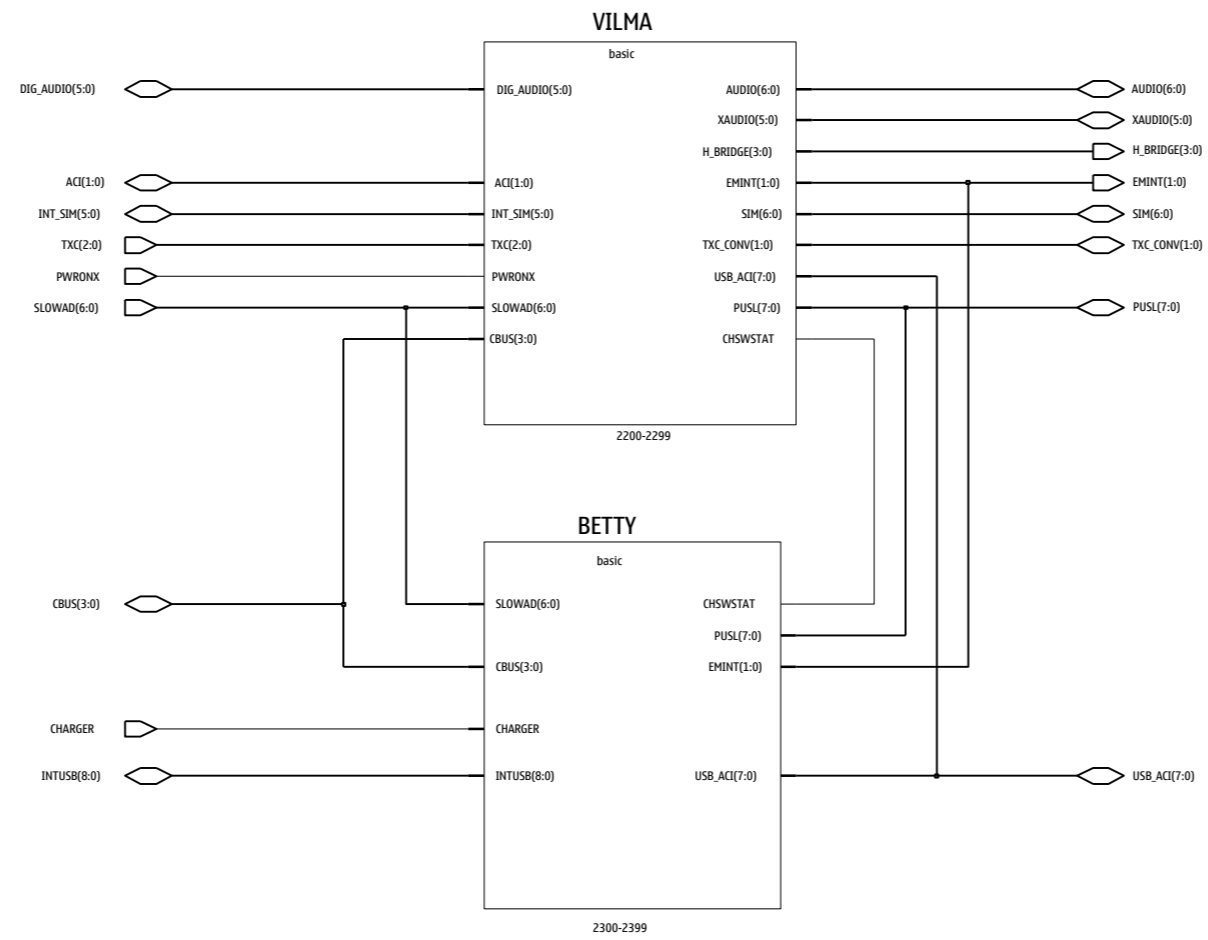 VILMA
basic
DIG_AUDIO(5:0) DIG_AUDIO(5:0) AUDIO(6:0) AUDIO(6:0)
XAUDIO(5:0) XAUDIO(5:0)
H_BRIDGE(3:0) H_BRIDGE(3:0)
ACI(1:0) ACI(1:0) EMINT(1:0) EMINT(1:0)
INT_SIM(5:0) INT_SIM(5:0) SIM(6:0) SIM(6:0)
TXC(2:0) TXC(2:0) TXC_CONV(1:0) TXC_CONV(1:0)
PWRONX PWRONX USB_ACI(7:0)
SLOWAD(6:0) SLOWAD(6:0) PUSL(7:0) PUSL(7:0)
CBUS(3:0) CHSWSTAT
2200-2299
BETTY
basic
CBUS(3:0) SLOWAD(6:0) CHSWSTAT
PUSL(7:0)
CBUS(3:0) EMINT(1:0)
CHARGER CHARGER
INTUSB(8:0) INTUSB(8:0) USB_ACI(7:0) USB_ACI(7:0)
2300-2399